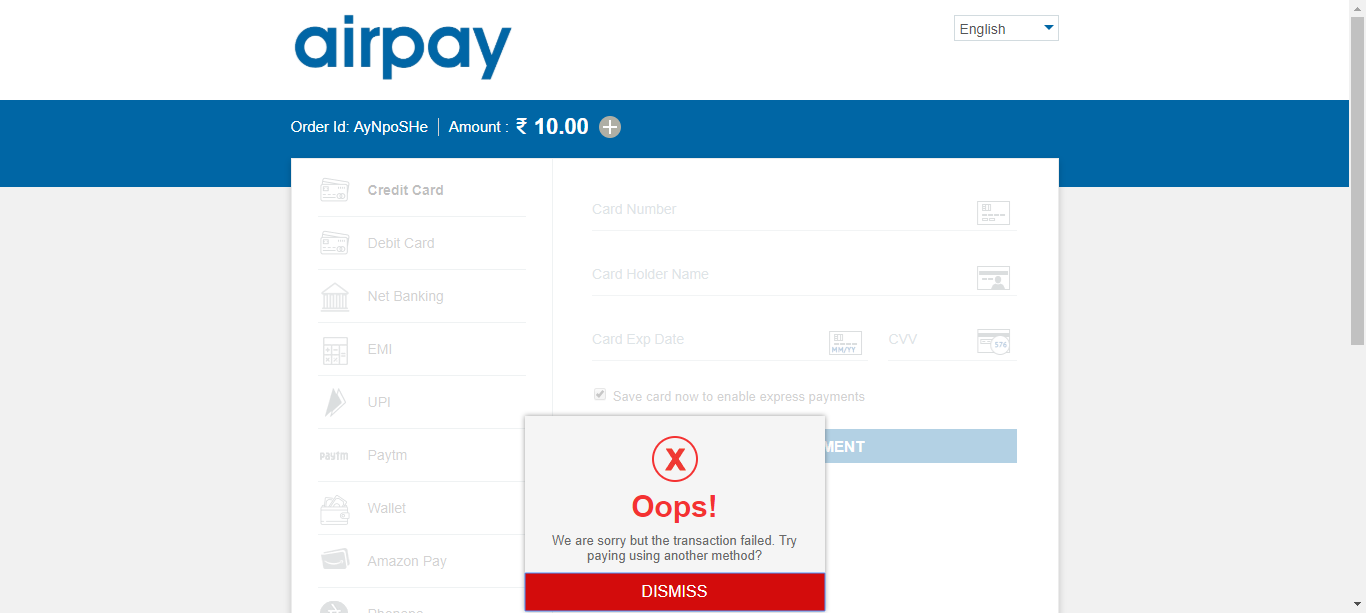 airpay
English
Order Id: AyNpoSHe | Amount : ₹ 10.00
Credit Card
Debit Card
Net Banking
EMI
UPI
Paytm
Paytm
Wallet
Amazon Pay
Phonepe
Card Number
Card Holder Name
Card Exp Date
MM/YY
CVV
576
Save card now to enable express payments
MENT
X
Oops!
We are sorry but the transaction failed. Try
paying using another method?
DISMISS